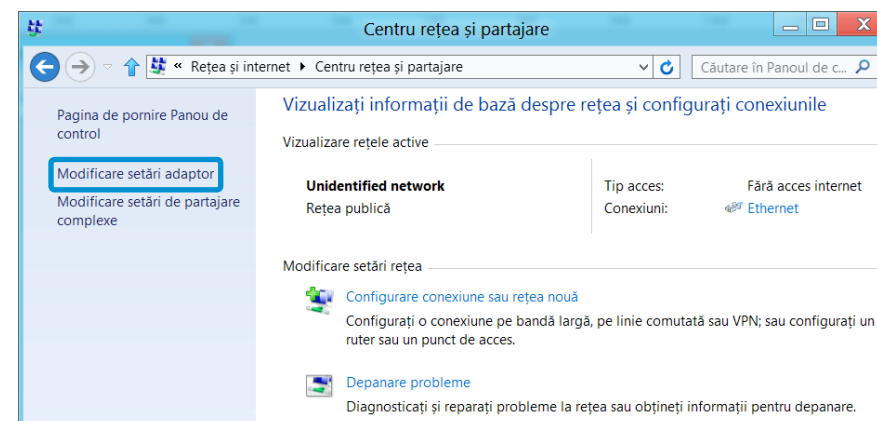 Centru rețea și partajare
« Rețea și internet ▸ Centru rețea și partajare
Căutare în Panoul de c...
Pagina de pornire Panou de
control
Modificare setări adaptor
Modificare setări de partajare
complexe
Vizualizați informații de bază despre rețea și configurați conexiunile
Vizualizare rețele active
Unidentified network
Rețea publică
Tip acces: Fără acces internet
Conexiuni: Ethernet
Modificare setări rețea
Configurare conexiune sau rețea nouă
Configurați o conexiune pe bandă largă, pe linie comutată sau VPN; sau configurați un
ruter sau un punct de acces.
Depanare probleme
Diagnosticați și reparați probleme la rețea sau obțineți informații pentru depanare.